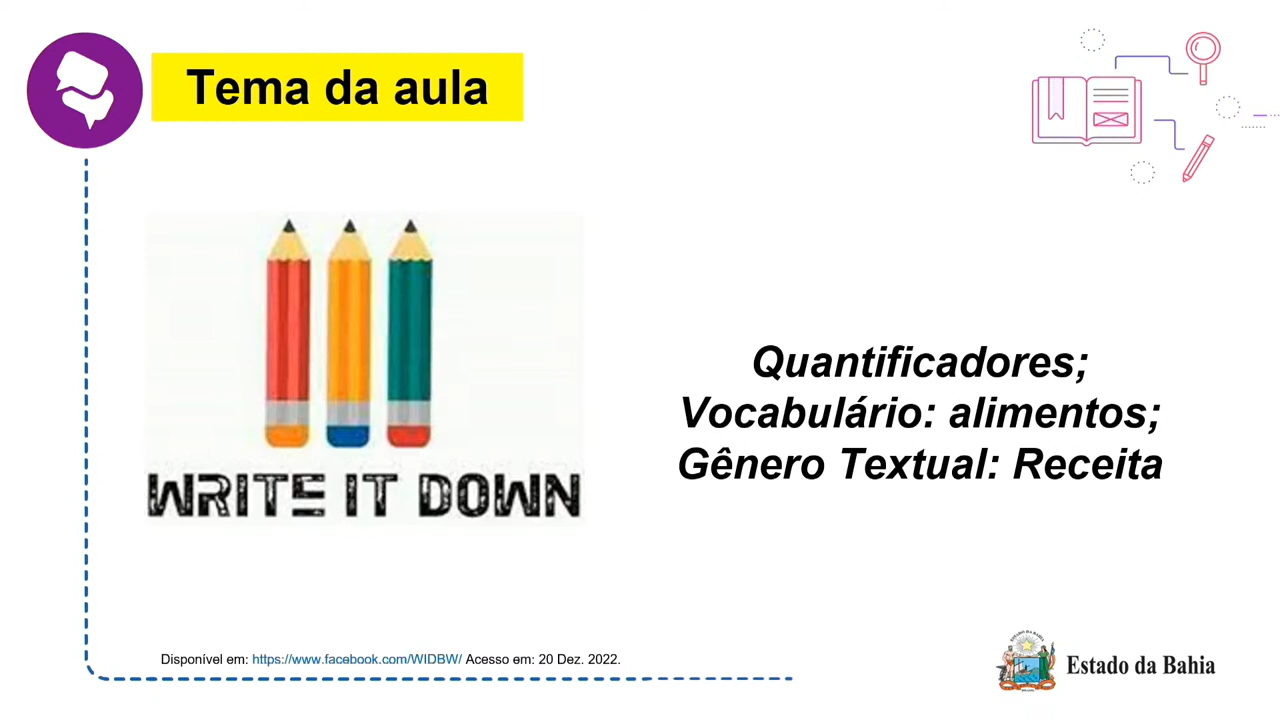 Tema da aula
WRITE IT DOWN
Quantificadores;
Vocabulário: alimentos;
Gênero Textual: Receita
Disponível em: https://www.facebook.com/WIDBW/ Acesso em: 20 Dez. 2022.
Estado da Bahia